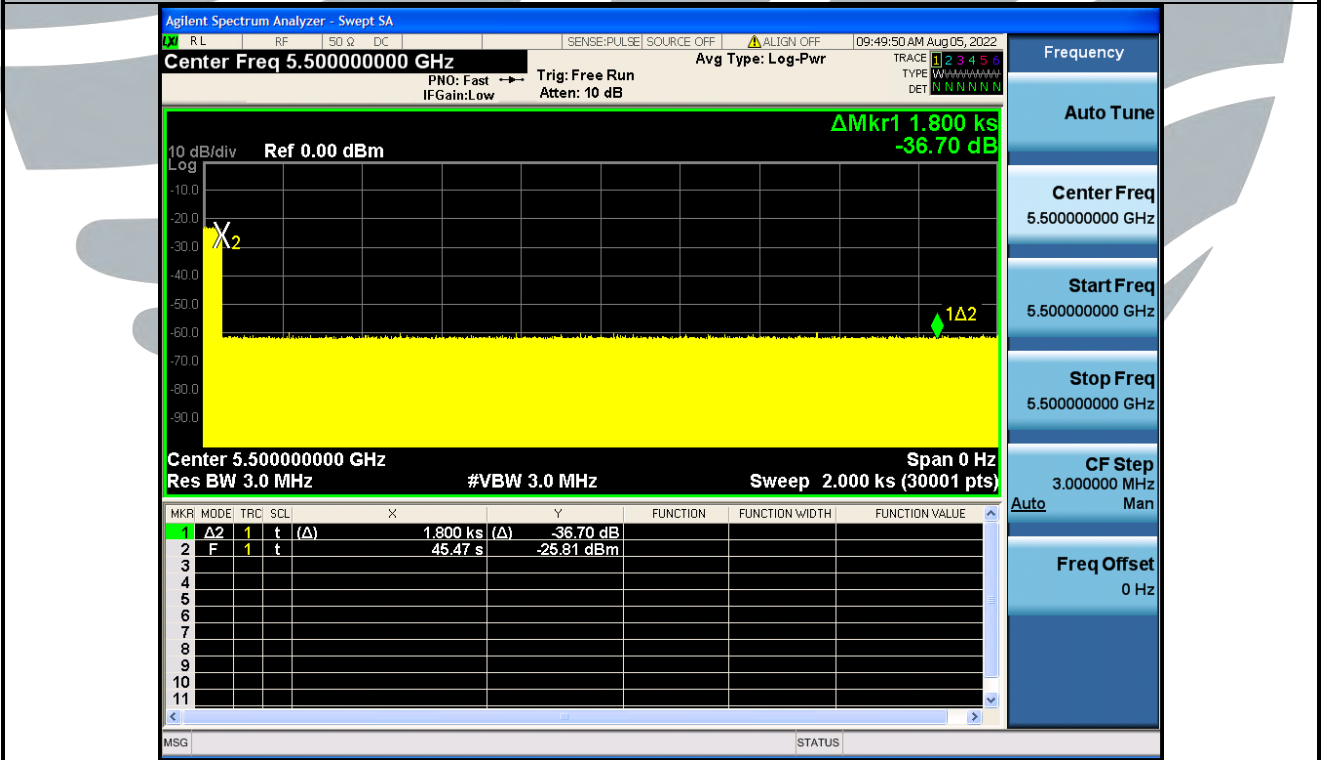 Agilent Spectrum Analyzer - Swept SA
LXI RL RF 50 Ω DC SENSE:PULSE SOURCE OFF ALIGN OFF 09:49:50 AM Aug 05, 2022
Center Freq 5.500000000 GHz
PNO: Fast
IFGain:Low
Trig: Free Run
Atten: 10 dB
Avg Type: Log-Pwr
TRACE 1 2 3 4 5 6
TYPE WWWWWW
DET N N N N N N
ΔMkr1 1.800 ks
-36.70 dB
10 dB/div Ref 0.00 dBm
Log
-10.0
-20.0
-30.0
-40.0
-50.0
-60.0
-70.0
-80.0
-90.0
X2
1Δ2
Center 5.500000000 GHz Span 0 Hz
Res BW 3.0 MHz #VBW 3.0 MHz Sweep 2.000 ks (30001 pts)
MKR MODE TRC SCL X Y FUNCTION FUNCTION WIDTH FUNCTION VALUE
1 Δ2 1 t (Δ) 1.800 ks (Δ) -36.70 dB
2 F 1 t 45.47 s -25.81 dBm
3
4
5
6
7
8
9
10
11
MSG STATUS
Frequency
Auto Tune
Center Freq
5.500000000 GHz
Start Freq
5.500000000 GHz
Stop Freq
5.500000000 GHz
CF Step
3.000000 MHz
Auto Man
Freq Offset
0 Hz